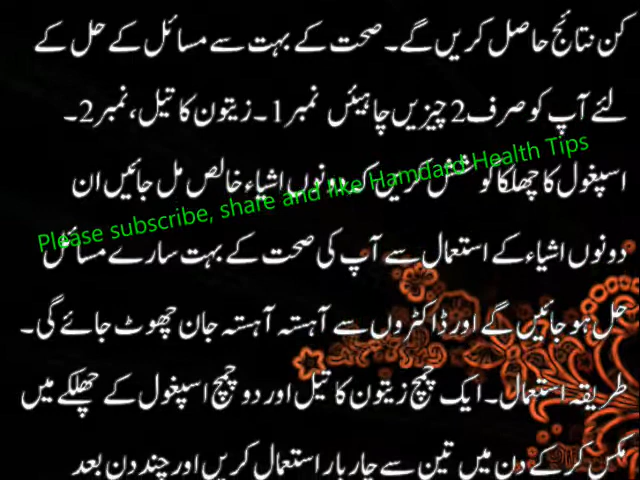 کن نتائج حاصل کریں گے۔ صحت کے بہت سے مسائل کے حل کے
لئے آپ کو صرف 2 چیزیں چاہیئس نمبر 1۔ زیتون کا تیل، نمبر 2۔
اسپغول کا چھلکا کوشش کریں کہ دونوں اشیاء خالص مل جائیں ان
Please subscribe, share and like Hamdard Health Tips
دونوں اشیاء کے استعمال سے آپ کی صحت کے بہت سارے مسائل
حل ہو جائیں گے اور ڈاکٹروں سے آہستہ آہستہ جان چھوٹ جائے گی۔
طریقہ استعمال۔ ایک چمچ زیتون کا تیل اور دو چمچ اسپغول کے چھلکے میں
مکس کر کے دن میں تین سے چار بار استعمال کریں اور چند دن بعد